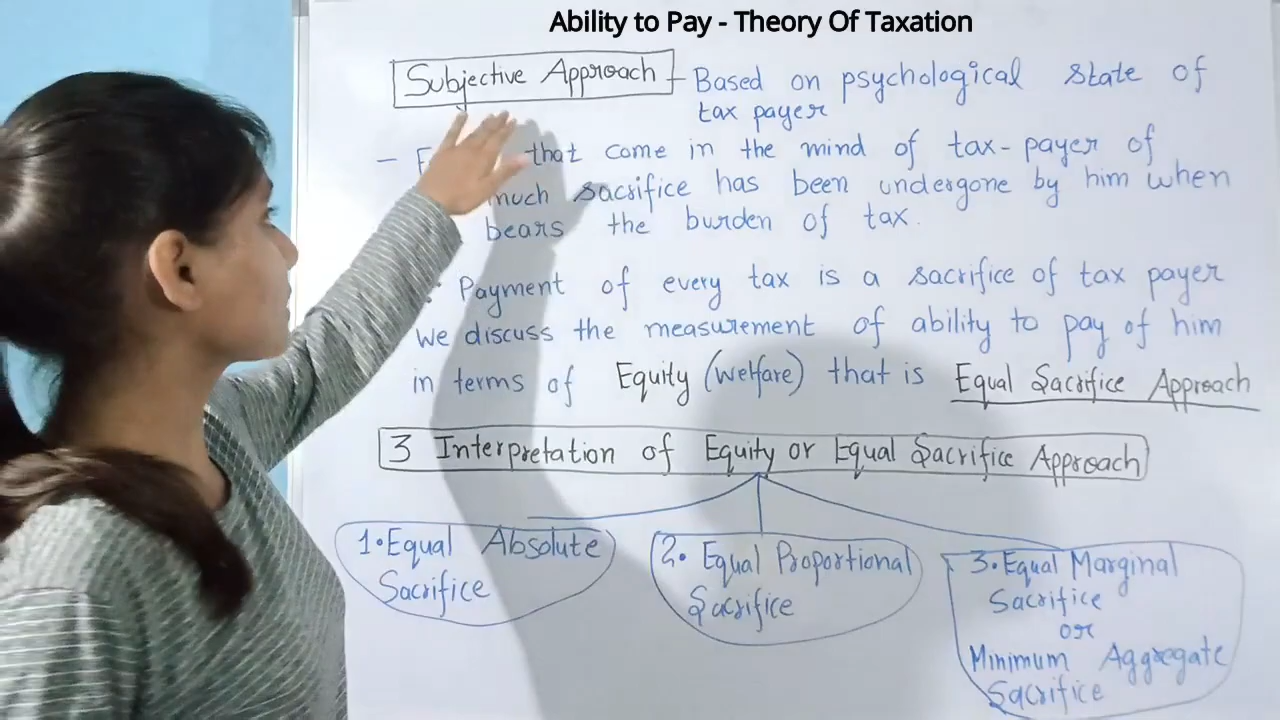 Ability to Pay - Theory Of Taxation
Subjective Approach - Based on psychological state of
tax payer
- that come in the mind of tax-payer of
much sacrifice has been undergone by him when
bears the burden of tax.
Payment of every tax is a sacrifice of tax payer
we discuss the measurement of ability to pay of him
in terms of Equity (welfare) that is Equal Sacrifice Approach
3 Interpretation of Equity or Equal Sacrifice Approach
1. Equal Absolute
Sacrifice
2. Equal Proportional
Sacrifice
3. Equal Marginal
Sacrifice
or
Minimum Aggregate
Sacrifice